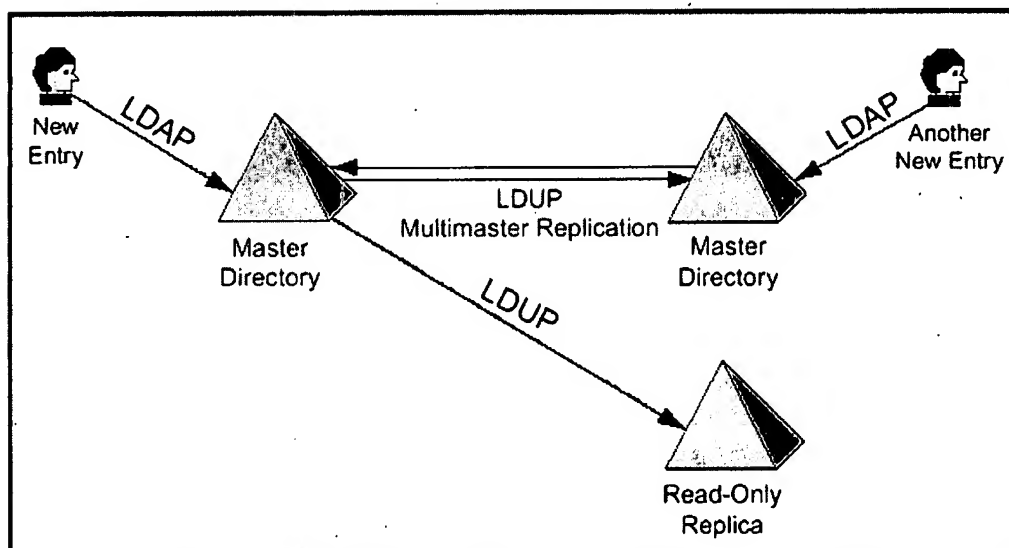 New
Entry
LDAP
LDAP
Another
New Entry
LDUP
Multimaster Replication
Master
Directory
Master
Directory
LDUP
Read-Only
Replica